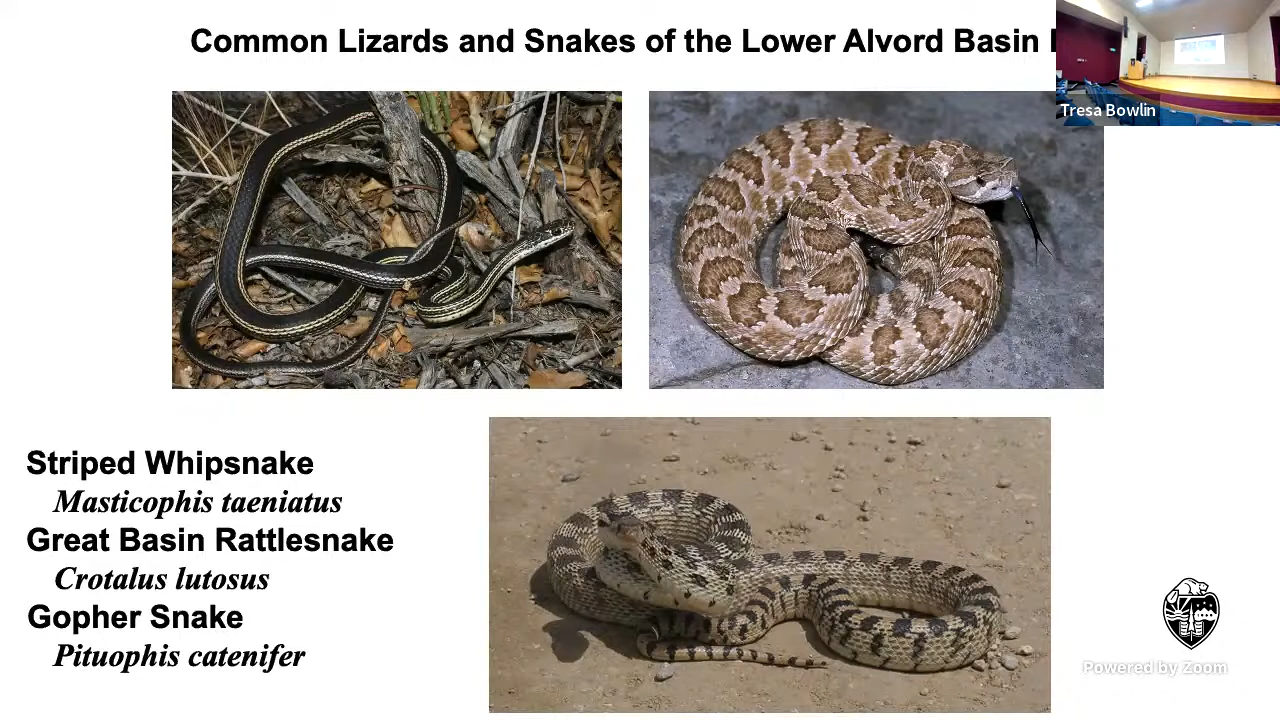 Common Lizards and Snakes of the Lower Alvord Basin
Tresa Bowlin
Striped Whipsnake
Masticophis taeniatus
Great Basin Rattlesnake
Crotalus lutosus
Gopher Snake
Pituophis catenifer
Powered by Zoom